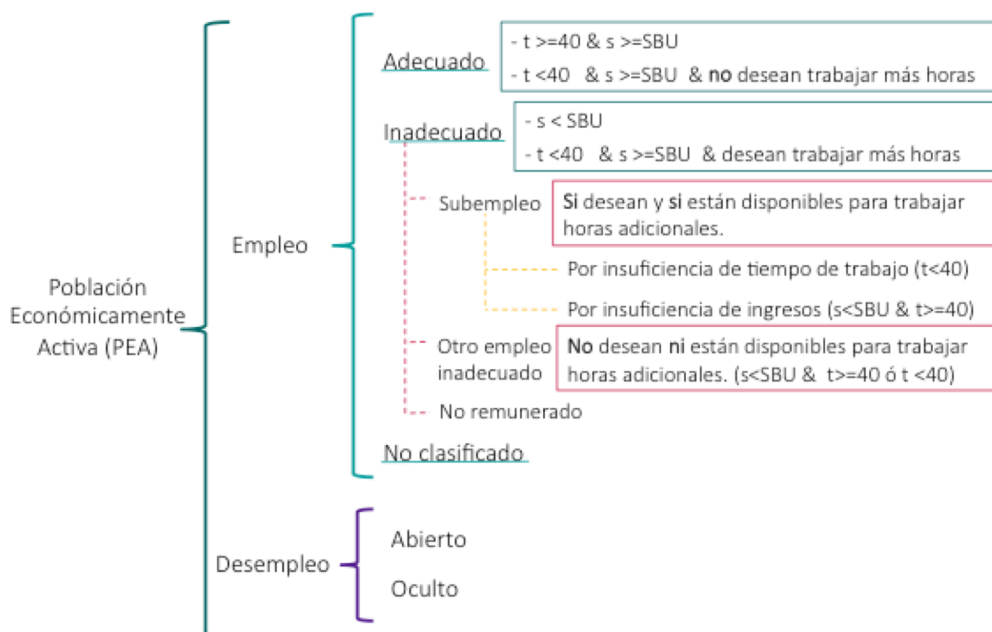 Población
Económicamente
Activa (PEA)
Empleo
Adecuado
- t >=40 & s >=SBU
- t <40 & s >=SBU & no desean trabajar más horas
Inadecuado
- s < SBU
- t <40 & s >=SBU & desean trabajar más horas
Subempleo
Si desean y si están disponibles para trabajar
horas adicionales.
Por insuficiencia de tiempo de trabajo (t<40)
Por insuficiencia de ingresos (s<SBU & t>=40)
Otro empleo
inadecuado
No desean ni están disponibles para trabajar
horas adicionales. (s<SBU & t>=40 ó t <40)
No remunerado
No clasificado
Desempleo
Abierto
Oculto